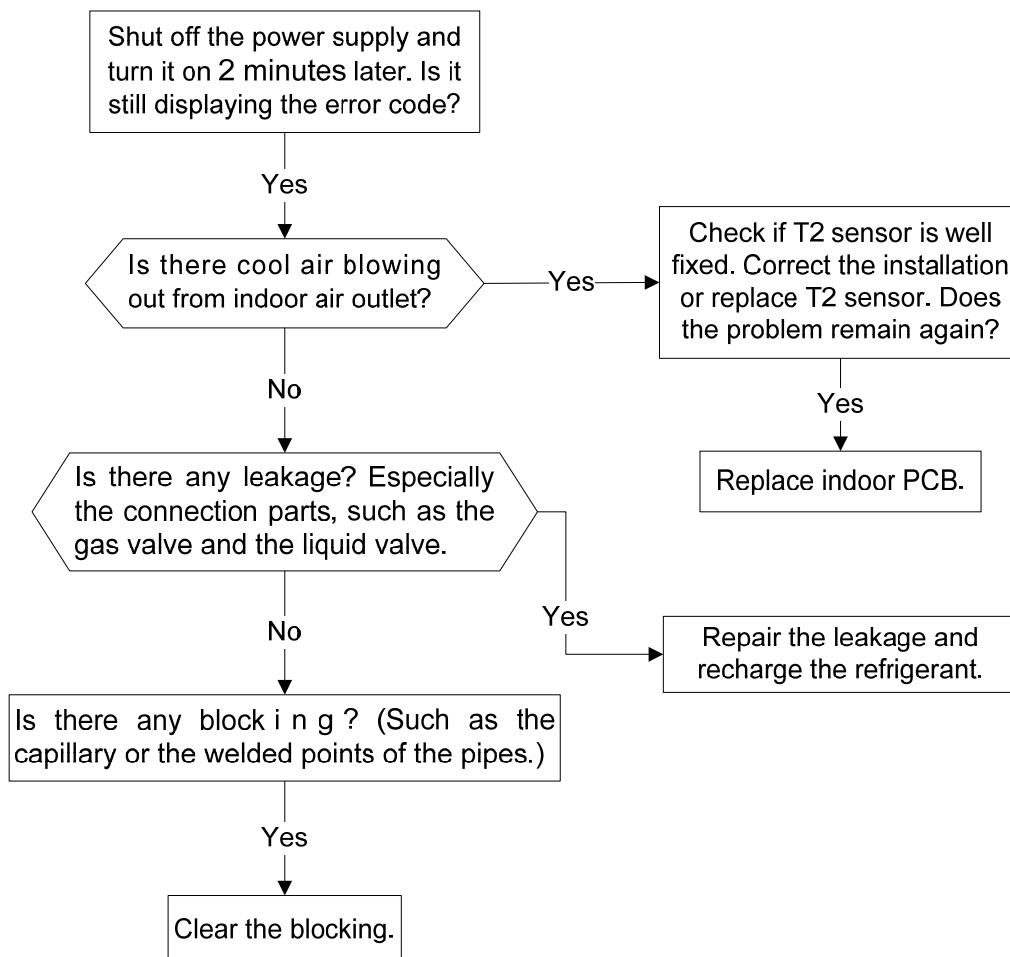 Shut off the power supply and
turn it on 2 minutes later. Is it
still displaying the error code?
Yes
Is there cool air blowing
out from indoor air outlet?
Yes
Check if T2 sensor is well
fixed. Correct the installation
or replace T2 sensor. Does
the problem remain again?
Yes
Replace indoor PCB.
No
Is there any leakage? Especially
the connection parts, such as the
gas valve and the liquid valve.
Yes
Repair the leakage and
recharge the refrigerant.
No
Is there any block i n g ? (Such as the
capillary or the welded points of the pipes.)
Yes
Clear the blocking.